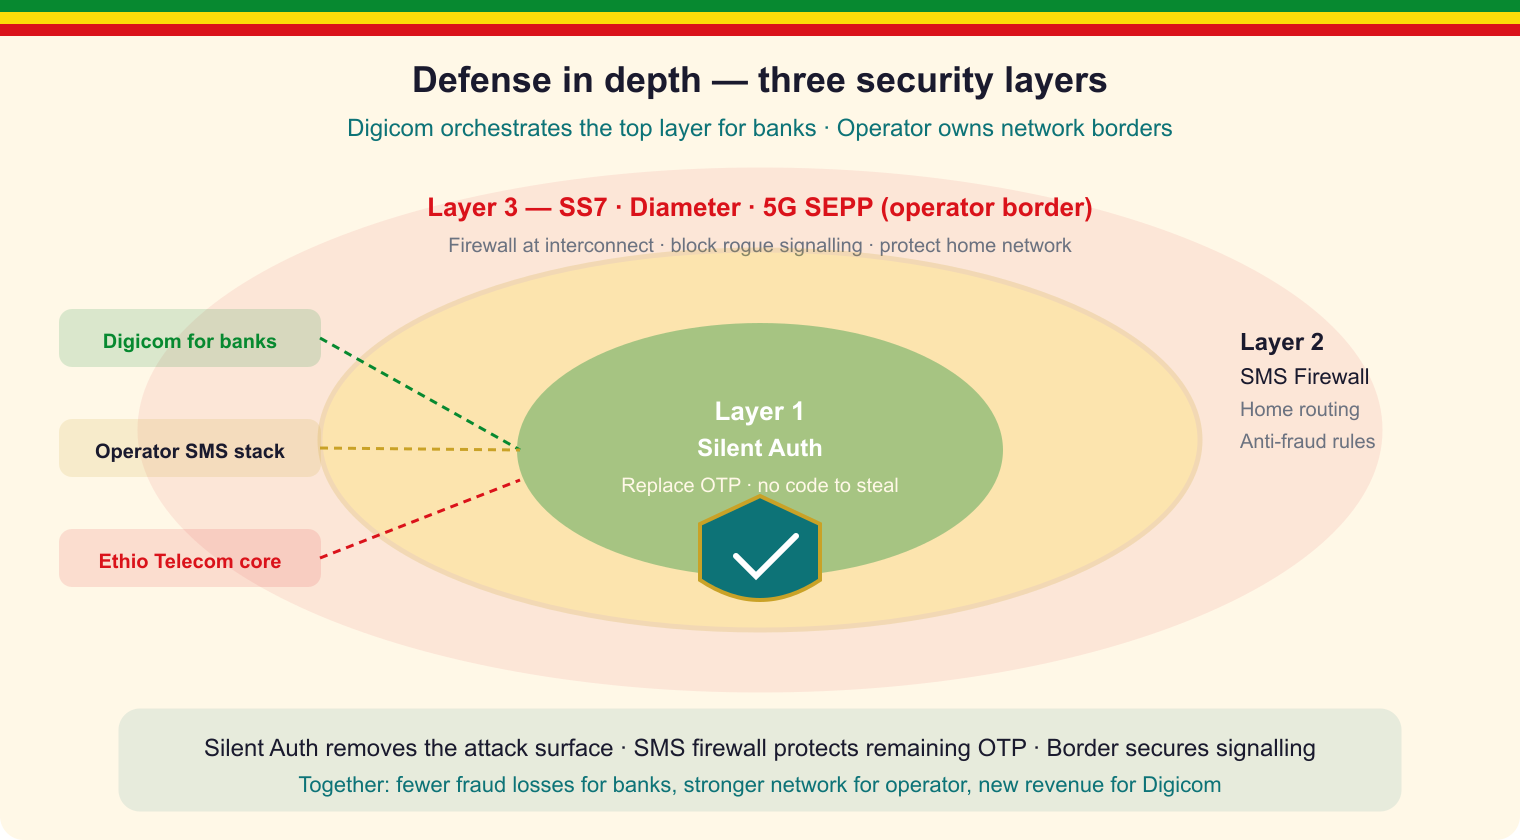 Defense in depth — three security layers
Digicom orchestrates the top layer for banks · Operator owns network borders
Layer 3 — SS7 · Diameter · 5G SEPP (operator border)
Firewall at interconnect · block rogue signalling · protect home network
Digicom for banks
Operator SMS stack
Ethio Telecom core
Layer 1
Silent Auth
Replace OTP · no code to steal
Layer 2
SMS Firewall
Home routing
Anti-fraud rules
Silent Auth removes the attack surface · SMS firewall protects remaining OTP · Border secures signalling
Together: fewer fraud losses for banks, stronger network for operator, new revenue for Digicom